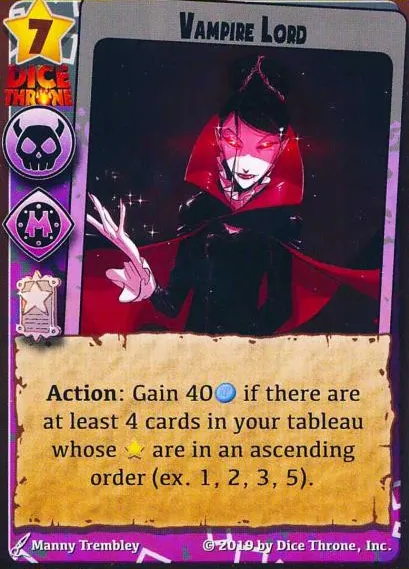 7
VAMPIRE LORD
DICE
THRONE
M
Action: Gain 40 if there are
at least 4 cards in your tableau
whose are in an ascending
order (ex. 1, 2, 3, 5).
Manny Trembley
©2019 by Dice Throne, Inc.